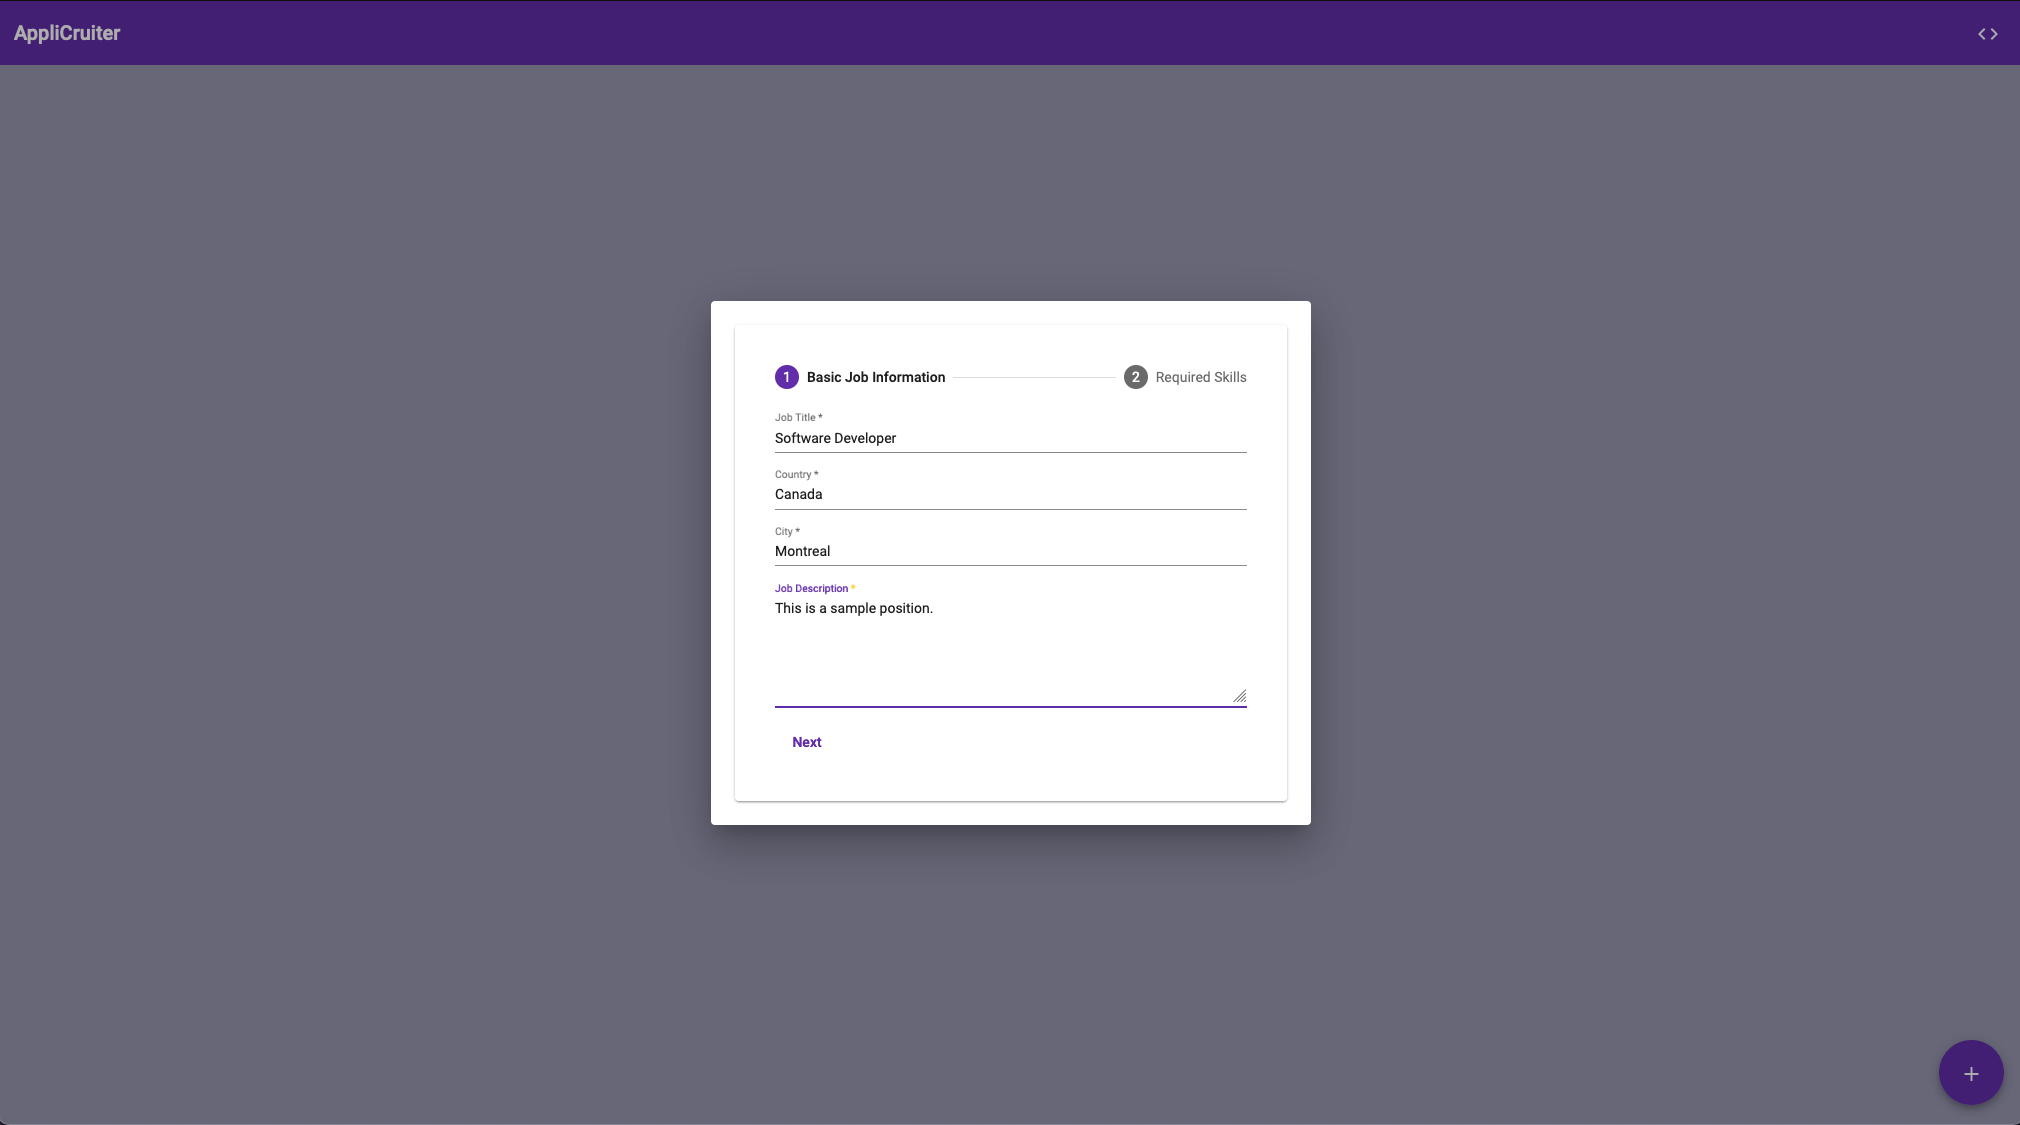 AppliCruiter
1 Basic Job Information 2 Required Skills
Job Title *
Software Developer
Country *
Canada
City *
Montreal
Job Description *
This is a sample position.
Next